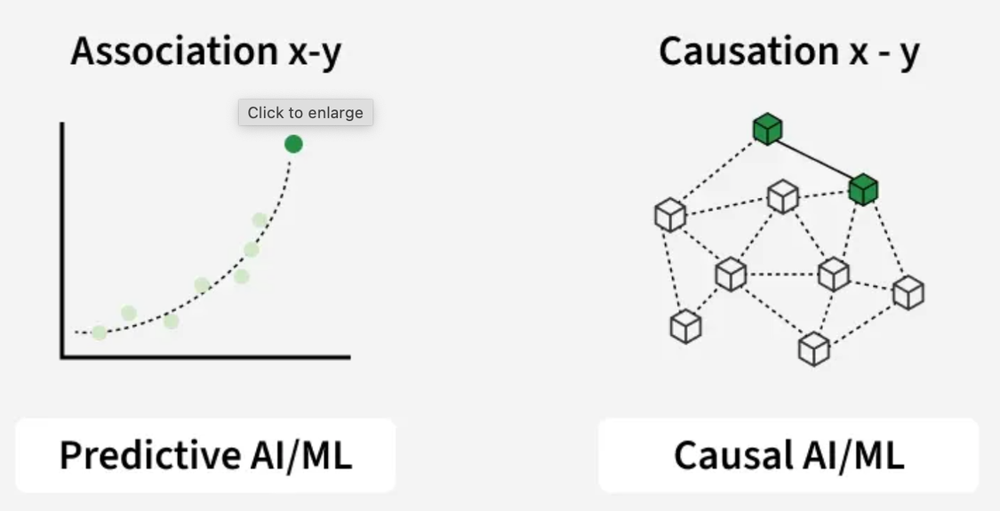 Association x-y
Causation x - y
Click to enlarge
Predictive AI/ML
Causal AI/ML